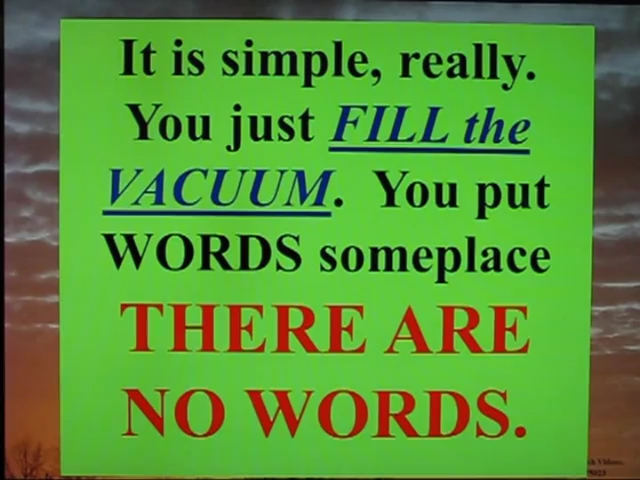 It is simple, really.
You just FILL the
VACUUM. You put
WORDS someplace
THERE ARE
NO WORDS.